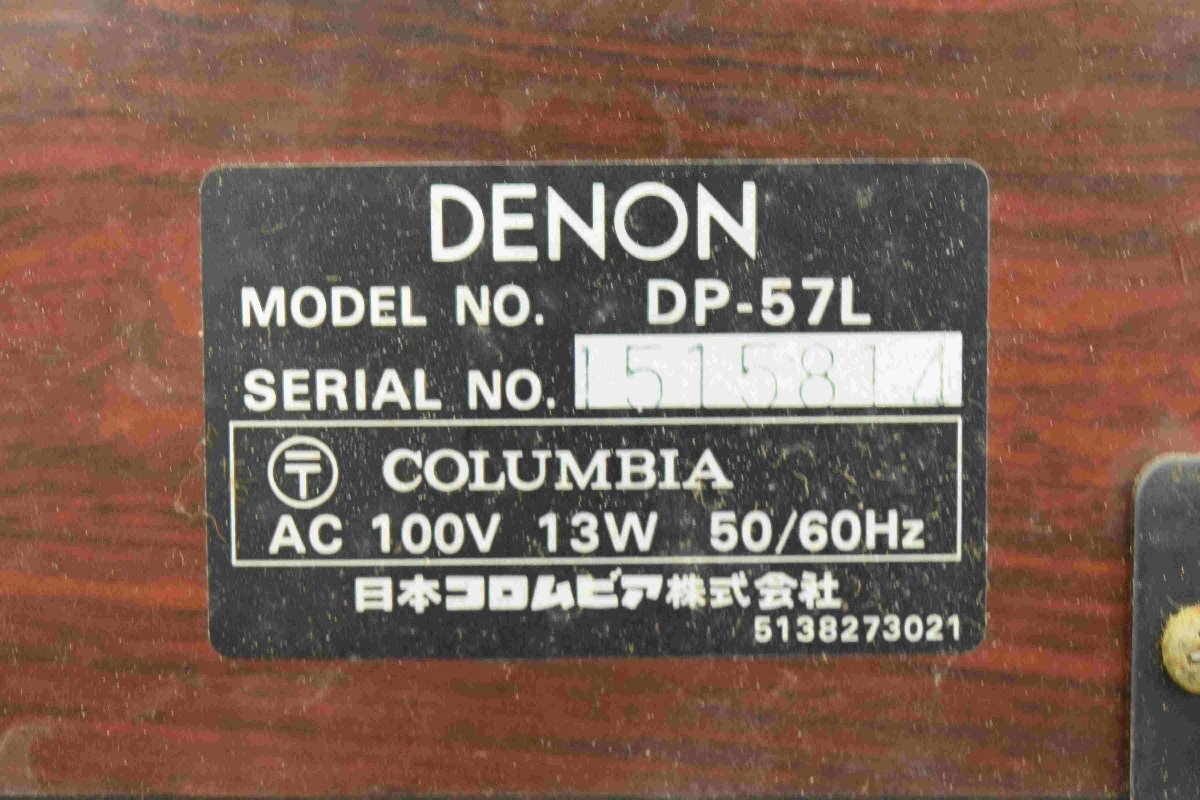 DENON
MODEL NO. DP-57L
SERIAL NO. 1515814
〒 COLUMBIA
AC 100V 13W 50/60Hz
日本コロムビア株式会社
5138273021